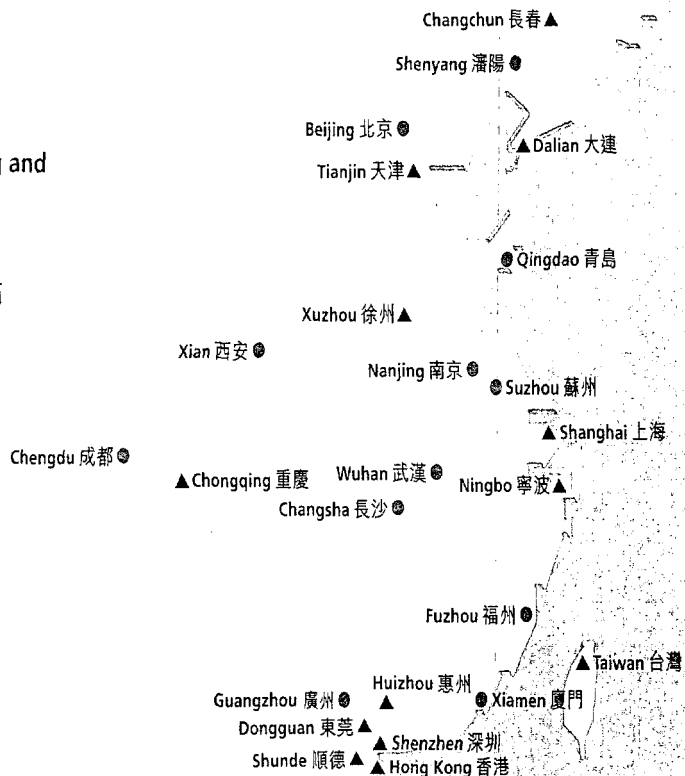 Changchun 長春
Shenyang 瀋陽
Beijing 北京
Dalian 大連
and
Tianjin 天津
Qingdao 青島
Xuzhou 徐州
Xian 西安
Nanjing 南京
Suzhou 蘇州
Shanghai 上海
Chengdu 成都
Chongqing 重慶
Wuhan 武漢
Ningbo 寧波
Changsha 長沙
Fuzhou 福州
Taiwan 台灣
Huizhou 惠州
Guangzhou 廣州
Xiamen 廈門
Dongguan 東莞
Shenzhen 深圳
Shunde 順德
Hong Kong 香港